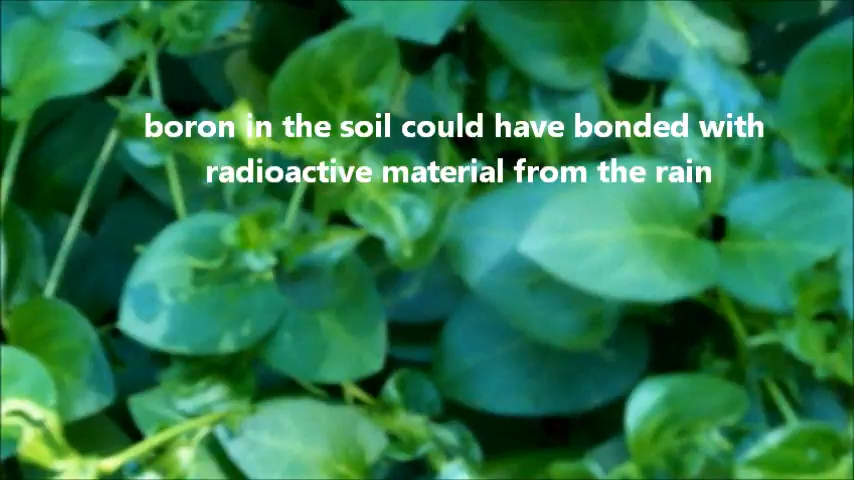 boron in the soil could have bonded with
radioactive material from the rain